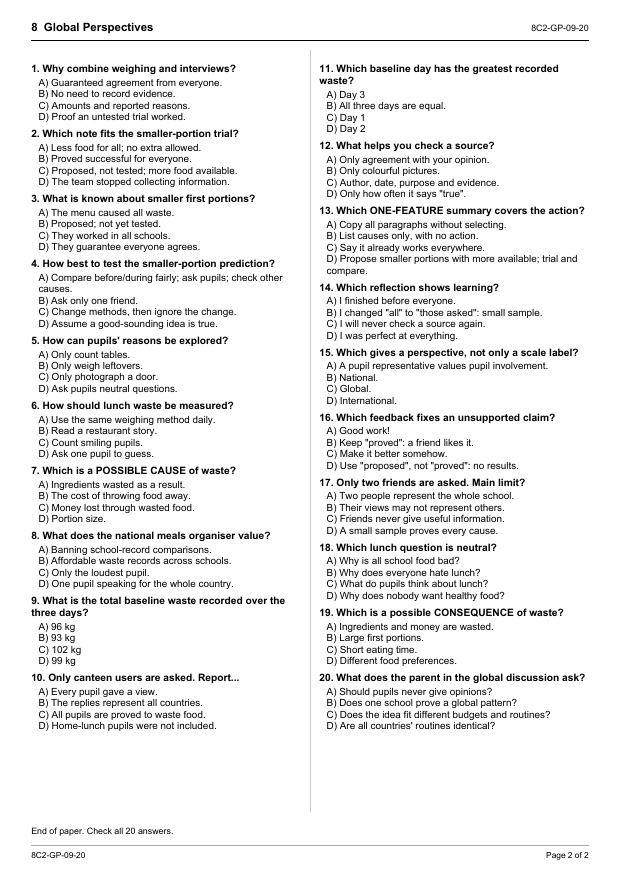 8 Global Perspectives
8C2-GP-09-20
1. Why combine weighing and interviews?
A) Guaranteed agreement from everyone.
B) No need to record evidence.
C) Amounts and reported reasons.
D) Proof an untested trial worked.
2. Which note fits the smaller-portion trial?
A) Less food for all; no extra allowed.
B) Proved successful for everyone.
C) Proposed, not tested; more food available.
D) The team stopped collecting information.
3. What is known about smaller first portions?
A) The menu caused all waste.
B) Proposed; not yet tested.
C) They worked in all schools.
D) They guarantee everyone agrees.
4. How best to test the smaller-portion prediction?
A) Compare before/during fairly; ask pupils; check other
causes.
B) Ask only one friend.
C) Change methods, then ignore the change.
D) Assume a good-sounding idea is true.
5. How can pupils' reasons be explored?
A) Only count tables.
B) Only weigh leftovers.
C) Only photograph a door.
D) Ask pupils neutral questions.
6. How should lunch waste be measured?
A) Use the same weighing method daily.
B) Read a restaurant story.
C) Count smiling pupils.
D) Ask one pupil to guess.
7. Which is a POSSIBLE CAUSE of waste?
A) Ingredients wasted as a result.
B) The cost of throwing food away.
C) Money lost through wasted food.
D) Portion size.
8. What does the national meals organiser value?
A) Banning school-record comparisons.
B) Affordable waste records across schools.
C) Only the loudest pupil.
D) One pupil speaking for the whole country.
9. What is the total baseline waste recorded over the
three days?
A) 96 kg
B) 93 kg
C) 102 kg
D) 99 kg
10. Only canteen users are asked. Report...
A) Every pupil gave a view.
B) The replies represent all countries.
C) All pupils are proved to waste food.
D) Home-lunch pupils were not included.
11. Which baseline day has the greatest recorded
waste?
A) Day 3
B) All three days are equal.
C) Day 1
D) Day 2
12. What helps you check a source?
A) Only agreement with your opinion.
B) Only colourful pictures.
C) Author, date, purpose and evidence.
D) Only how often it says "true".
13. Which ONE-FEATURE summary covers the action?
A) Copy all paragraphs without selecting.
B) List causes only, with no action.
C) Say it already works everywhere.
D) Propose smaller portions with more available; trial and
compare.
14. Which reflection shows learning?
A) I finished before everyone.
B) I changed "all" to "those asked": small sample.
C) I will never check a source again.
D) I was perfect at everything.
15. Which gives a perspective, not only a scale label?
A) A pupil representative values pupil involvement.
B) National.
C) Global.
D) International.
16. Which feedback fixes an unsupported claim?
A) Good work!
B) Keep "proved": a friend likes it.
C) Make it better somehow.
D) Use "proposed", not "proved": no results.
17. Only two friends are asked. Main limit?
A) Two people represent the whole school.
B) Their views may not represent others.
C) Friends never give useful information.
D) A small sample proves every cause.
18. Which lunch question is neutral?
A) Why is all school food bad?
B) Why does everyone hate lunch?
C) What do pupils think about lunch?
D) Why does nobody want healthy food?
19. Which is a possible CONSEQUENCE of waste?
A) Ingredients and money are wasted.
B) Large first portions.
C) Short eating time.
D) Different food preferences.
20. What does the parent in the global discussion ask?
A) Should pupils never give opinions?
B) Does one school prove a global pattern?
C) Does the idea fit different budgets and routines?
D) Are all countries' routines identical?
End of paper. Check all 20 answers.
8C2-GP-09-20
Page 2 of 2